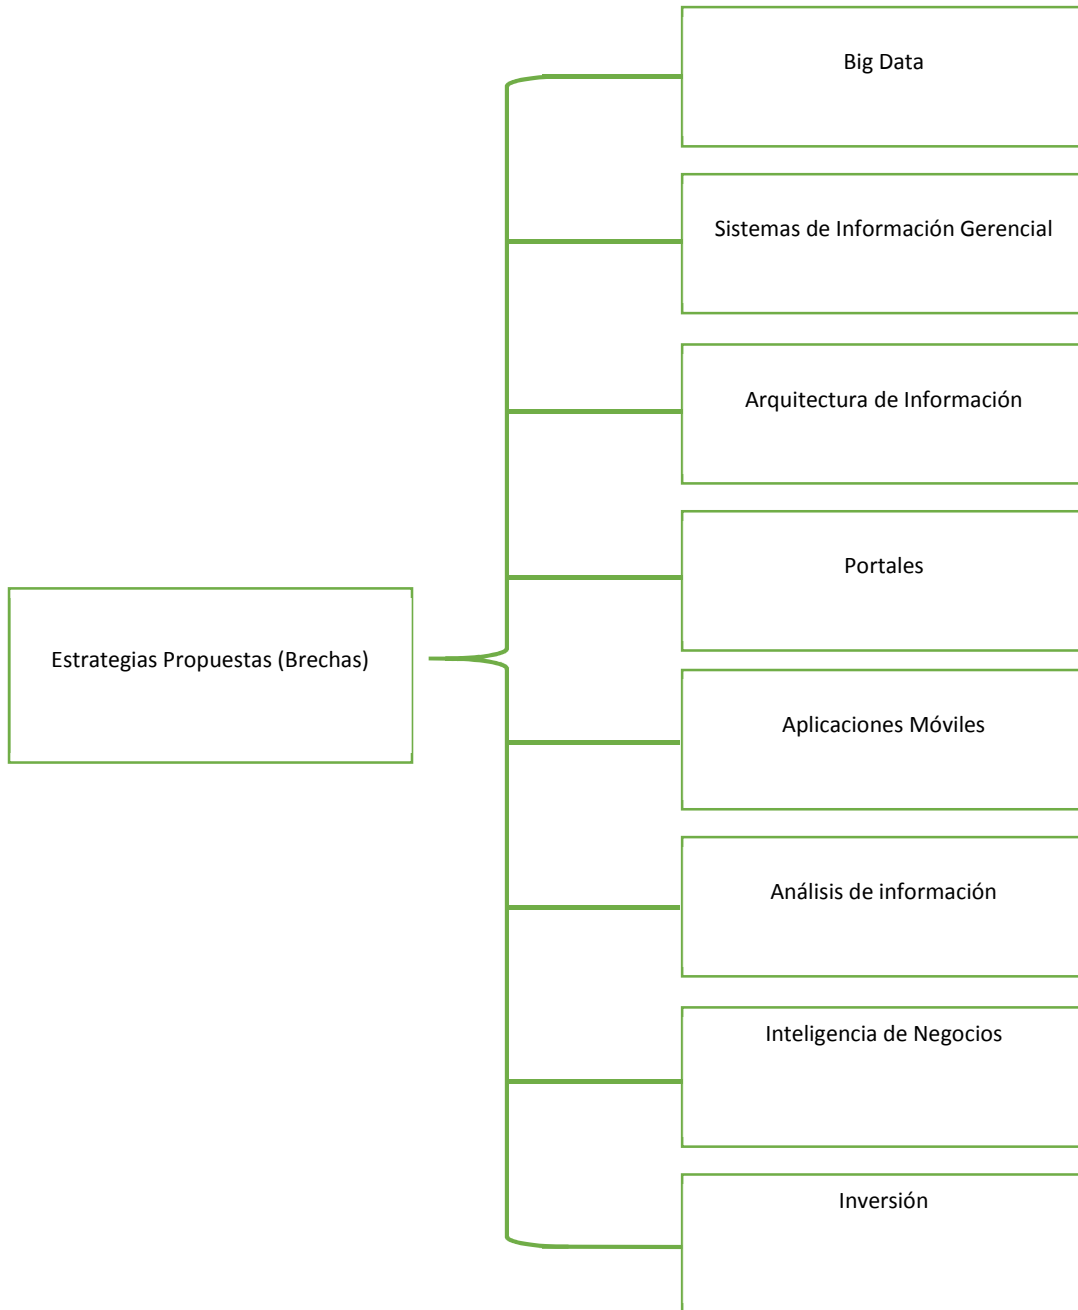 Big Data
Sistemas de Información Gerencial
Arquitectura de Información
Portales
Estrategias Propuestas (Brechas)
Aplicaciones Móviles
Análisis de información
Inteligencia de Negocios
Inversión